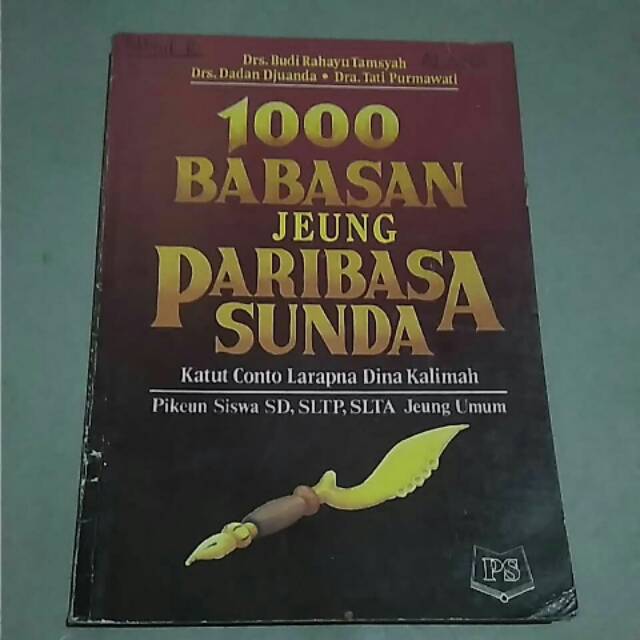 Drs. Budi Rahayu Tamsyah
Drs. Dadan Djuanda • Dra. Tati Purmawati
1000
BABASAN
JEUNG
PARIBASA
SUNDA
Katut Conto Larapna Dina Kalimah
Pikeun Siswa SD, SLTP, SLTA Jeung Umum
PS